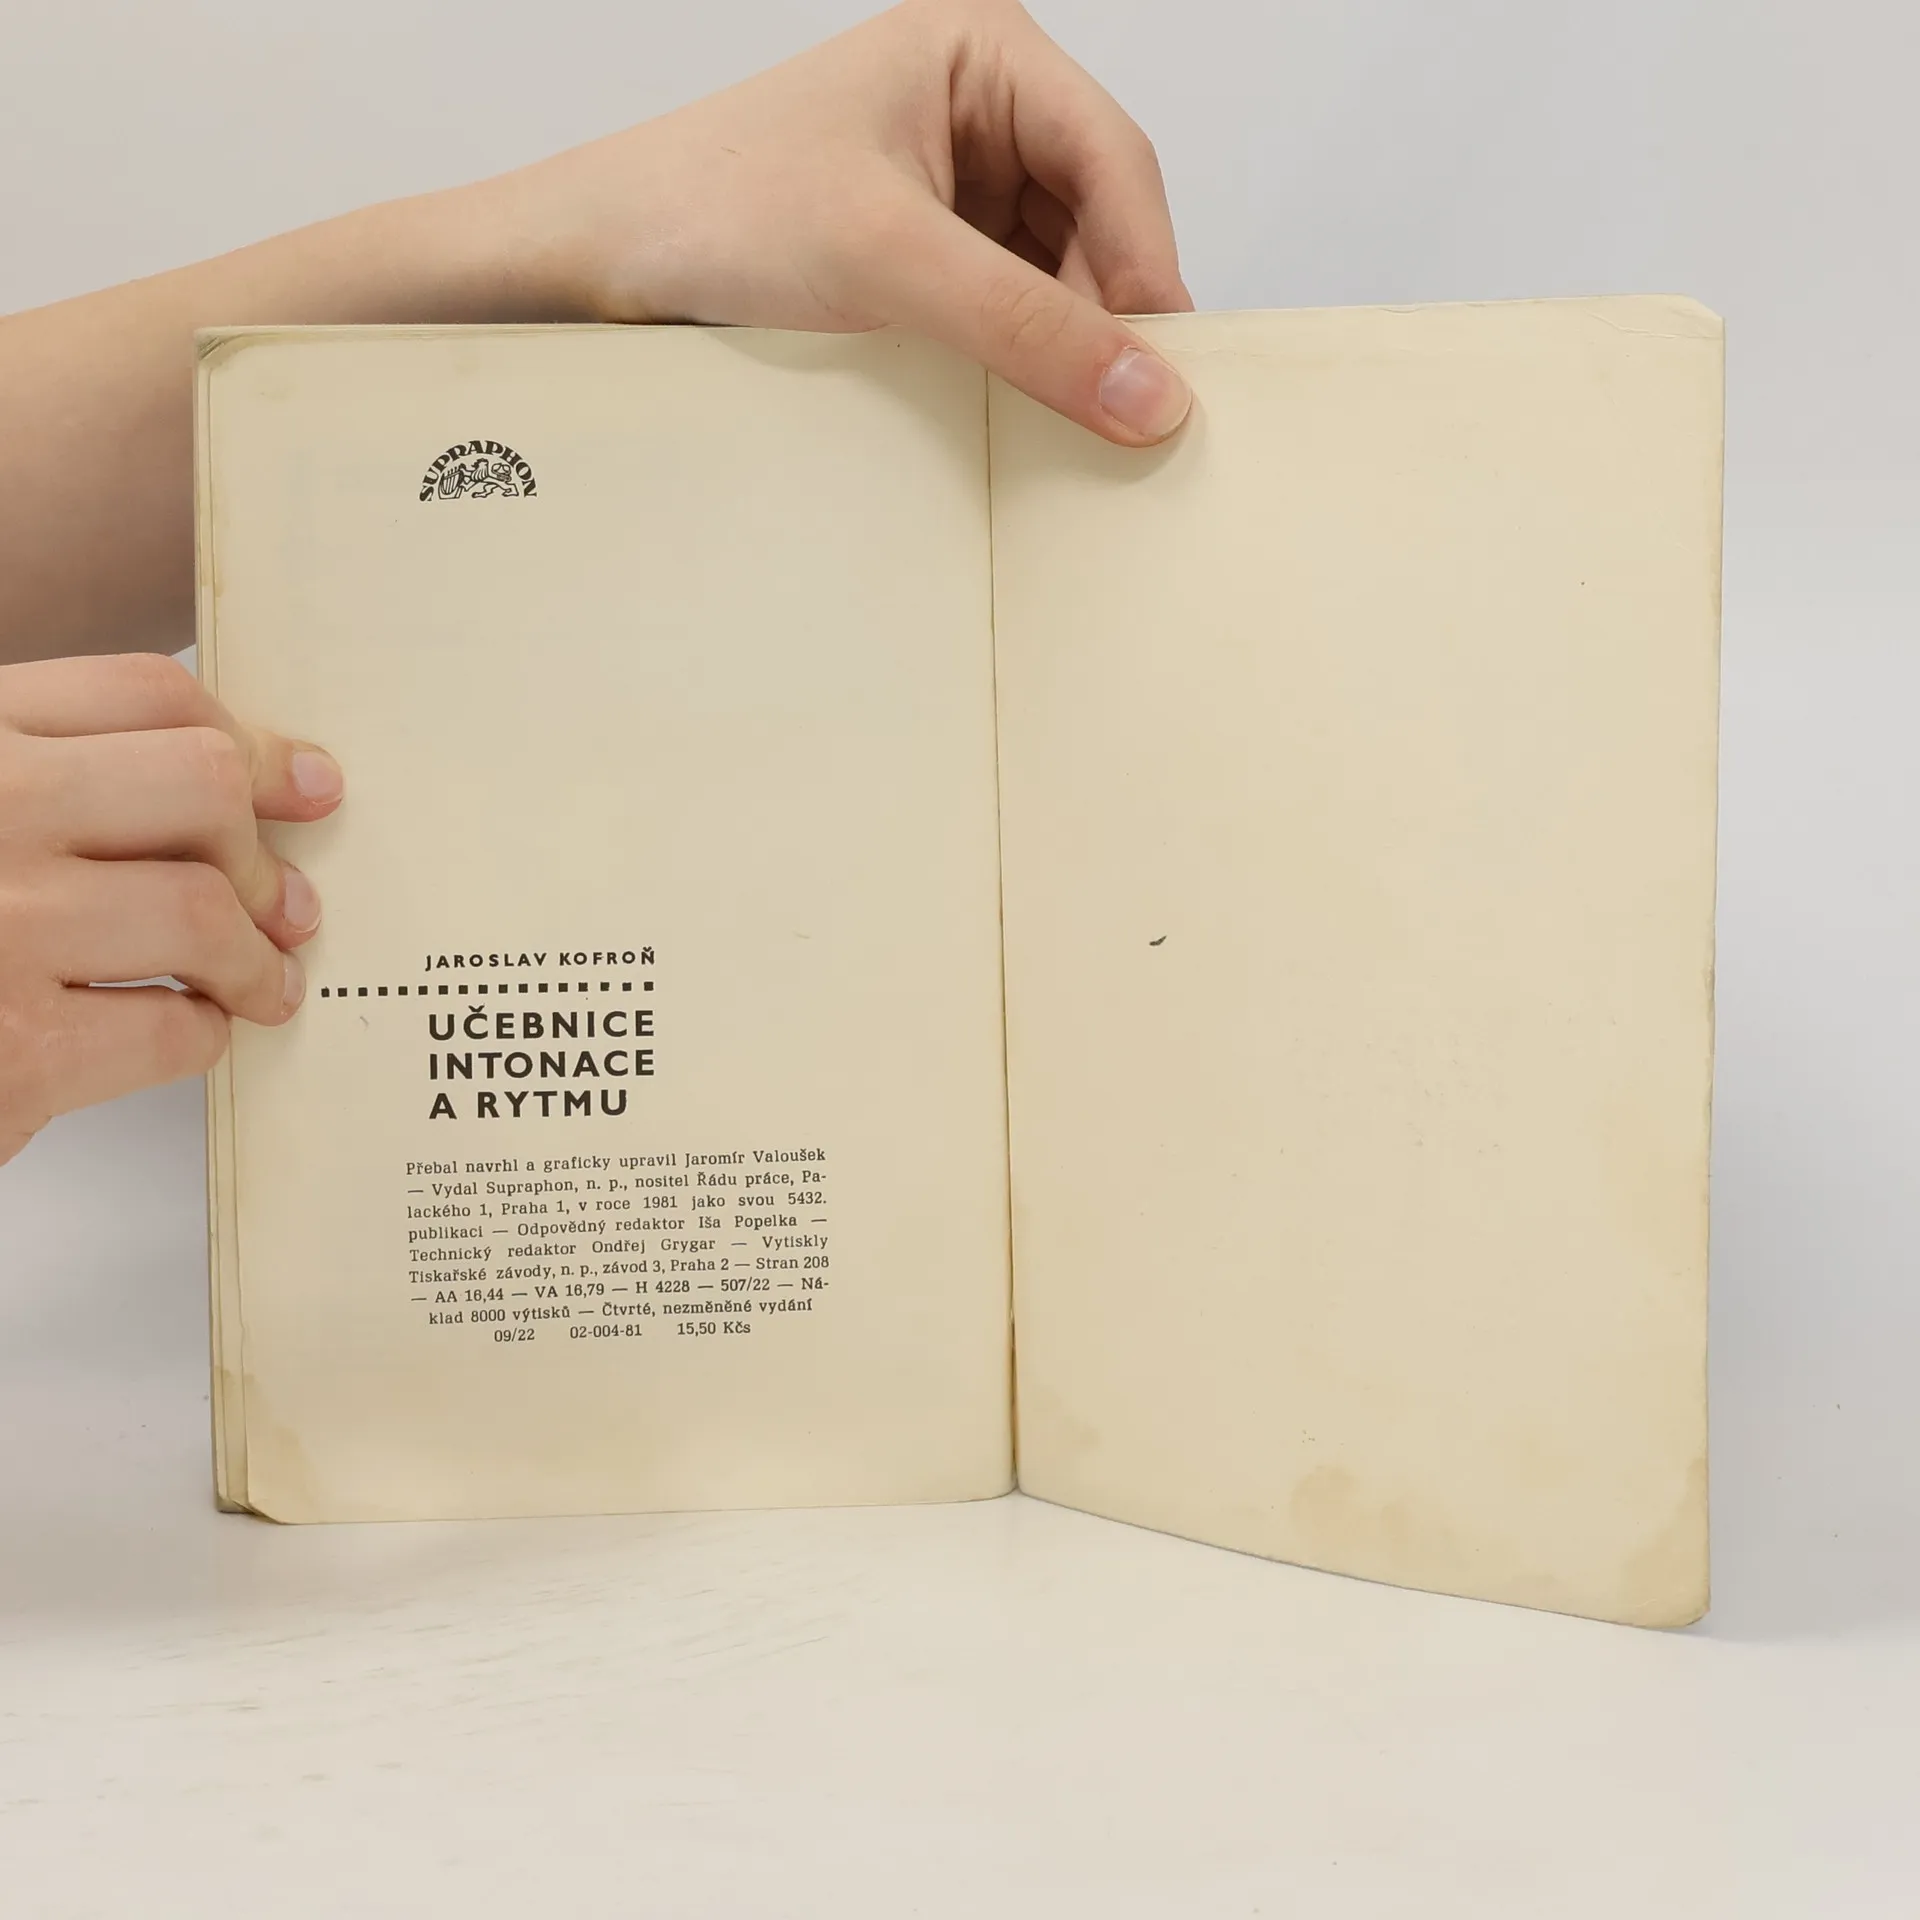 SUPRAPHON
JAROSLAV KOFROŇ
UČEBNICE
INTONACE
A RYTMU
Přebal navrhl a graficky upravil Jaromír Valoušek
— Vydal Supraphon, n. p., nositel Řádu práce, Pa-
lackého 1, Praha 1, v roce 1981 jako svou 5432.
publikaci — Odpovědný redaktor Iša Popelka —
Technický redaktor Ondřej Grygar — Vytiskly
Tiskařské závody, n. p., závod 3, Praha 2 — Stran 208
— AA 16,44 — VA 16,79 — H 4228 — 507/22 — Ná-
klad 8000 výtisků — Čtvrté, nezměněné vydání
09/22 02-004-81 15,50 Kčs